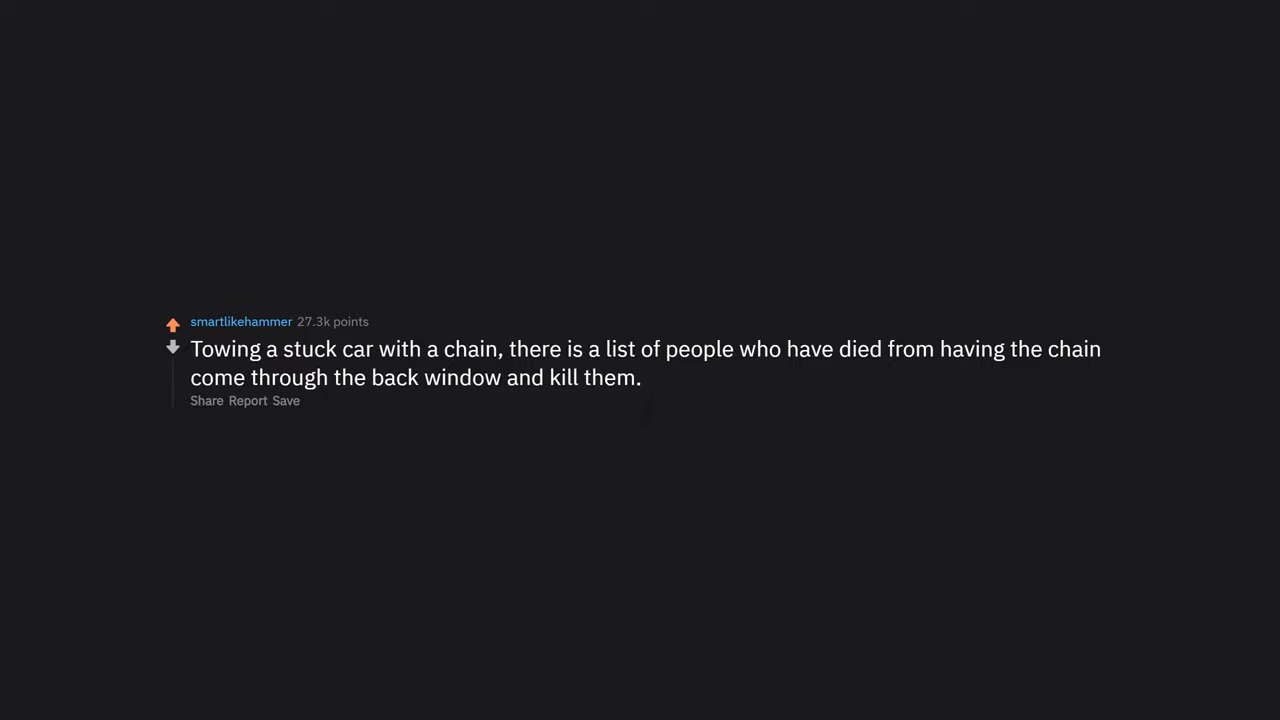 smartlikehammer 27.3k points
Towing a stuck car with a chain, there is a list of people who have died from having the chain
come through the back window and kill them.
Share Report Save